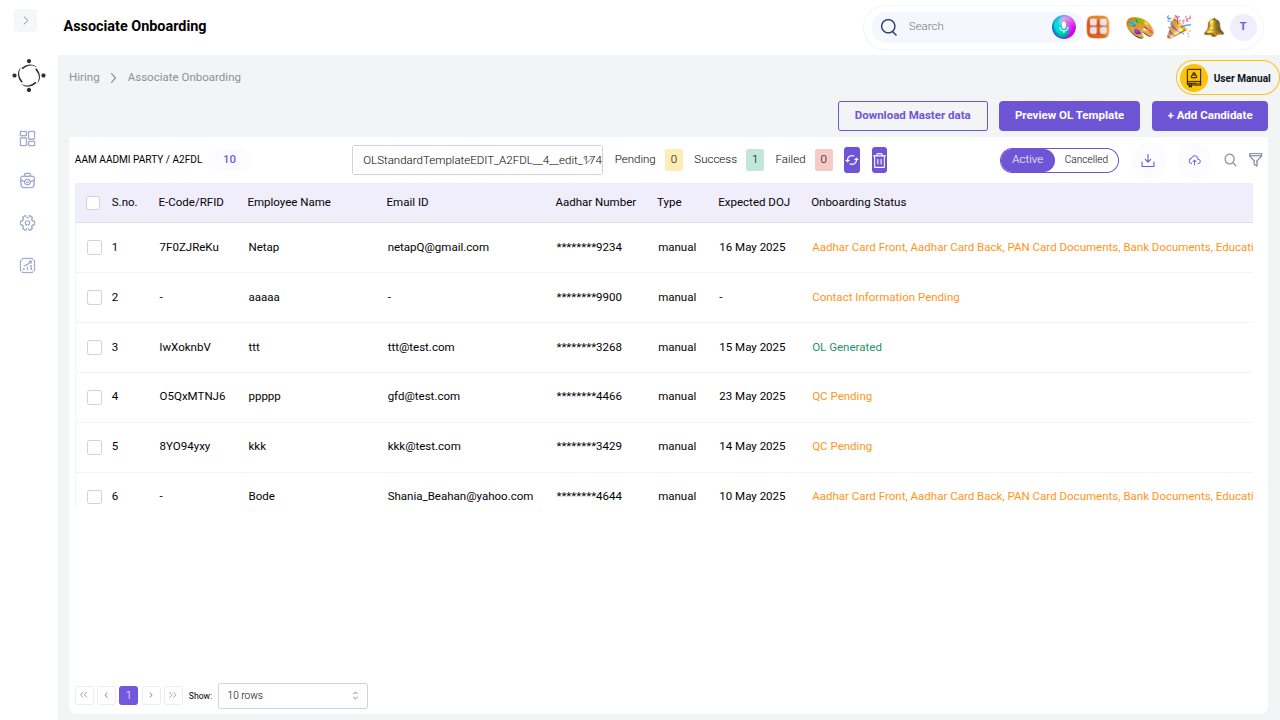 Associate Onboarding
Search
T
Hiring
Associate Onboarding
User Manual
Download Master data
Preview OL Template
+ Add Candidate
AAM AADMI PARTY / A2FDL 10
OLStandardTemplateEDIT_A2FDL__4__edit_174
Pending 0 Success 1 Failed 0
Active Cancelled
S.no. E-Code/RFID Employee Name Email ID Aadhar Number Type Expected DOJ Onboarding Status
1 7F0ZJReKu Netap netapQ@gmail.com ********9234 manual 16 May 2025 Aadhar Card Front, Aadhar Card Back, PAN Card Documents, Bank Documents, Educati
2 - aaaaa - ********9900 manual - Contact Information Pending
3 IwXoknbV ttt ttt@test.com ********3268 manual 15 May 2025 OL Generated
4 O5QxMTNJ6 ppppp gfd@test.com ********4466 manual 23 May 2025 QC Pending
5 8YO94yxy kkk kkk@test.com ********3429 manual 14 May 2025 QC Pending
6 - Bode Shania_Beahan@yahoo.com ********4644 manual 10 May 2025 Aadhar Card Front, Aadhar Card Back, PAN Card Documents, Bank Documents, Educati
1 Show: 10 rows